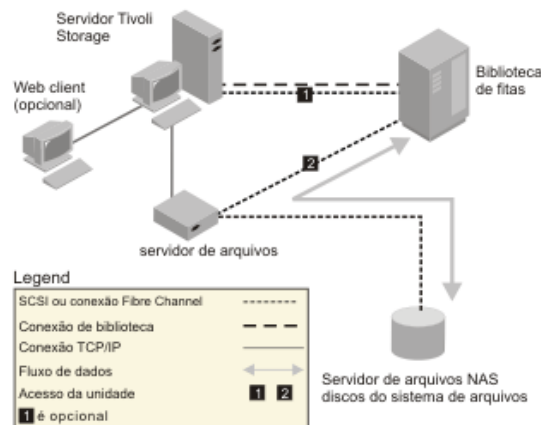 Servidor Tivoli
Storage
Web client
(opcional)
Biblioteca
de fitas
1
2
servidor de arquivos
Legend
SCSI ou conexão Fibre Channel
Conexão de biblioteca
Conexão TCP/IP
Fluxo de dados
Acesso da unidade 1 2
1 é opcional
Servidor de arquivos NAS
discos do sistema de arquivos